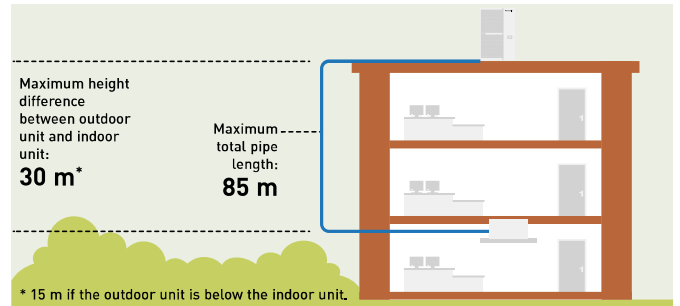 Maximum height
difference
between outdoor
unit and indoor
unit:
30 m*
Maximum
total pipe
length:
85 m
* 15 m if the outdoor unit is below the indoor unit.